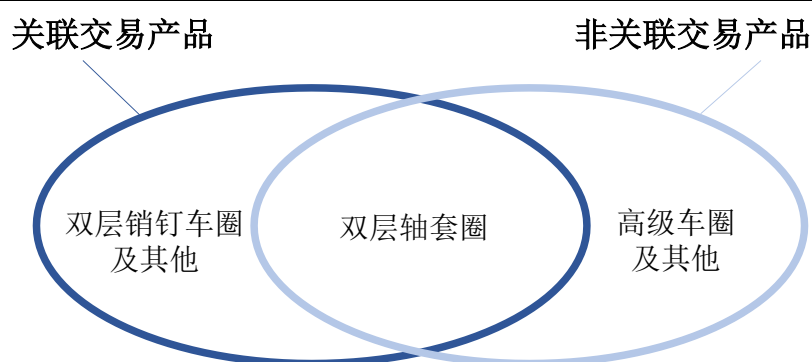 关联交易产品
非关联交易产品
双层销钉车圈
及其他
双层轴套圈
高级车圈
及其他